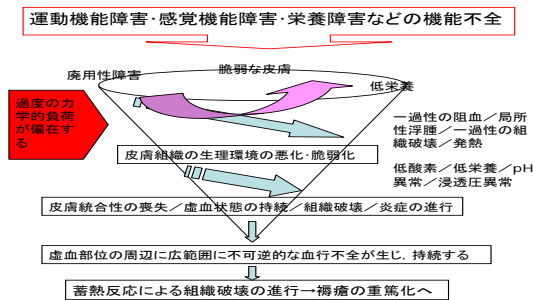 運動機能障害･感覚機能障害･栄養障害などの機能不全
脆弱な皮膚
廃用性障害
低栄養
過度の力
学的負荷
が偏在す
る
一過性の阻血／局所
性浮腫／一過性の組
織破壊／発熱
低酸素／低栄養／pH
異常／浸透圧異常
皮膚組織の生理環境の悪化･脆弱化
皮膚統合性の喪失／虚血状態の持続／組織破壊／炎症の進行
虚血部位の周辺に広範囲に不可逆的な血行不全が生じ，持続する
蓄熱反応による組織破壊の進行→褥瘡の重篤化へ